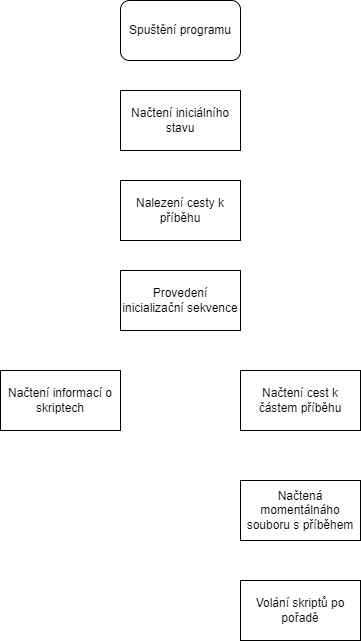 Spuštění programu
Načtení iniciálního
stavu
Nalezení cesty k
příběhu
Provedení
inicializační sekvence
Načtení informací o
skriptech
Načtení cest k
částem příběhu
Načtená
momentálního
souboru s příběhem
Volání skriptů po
pořadě